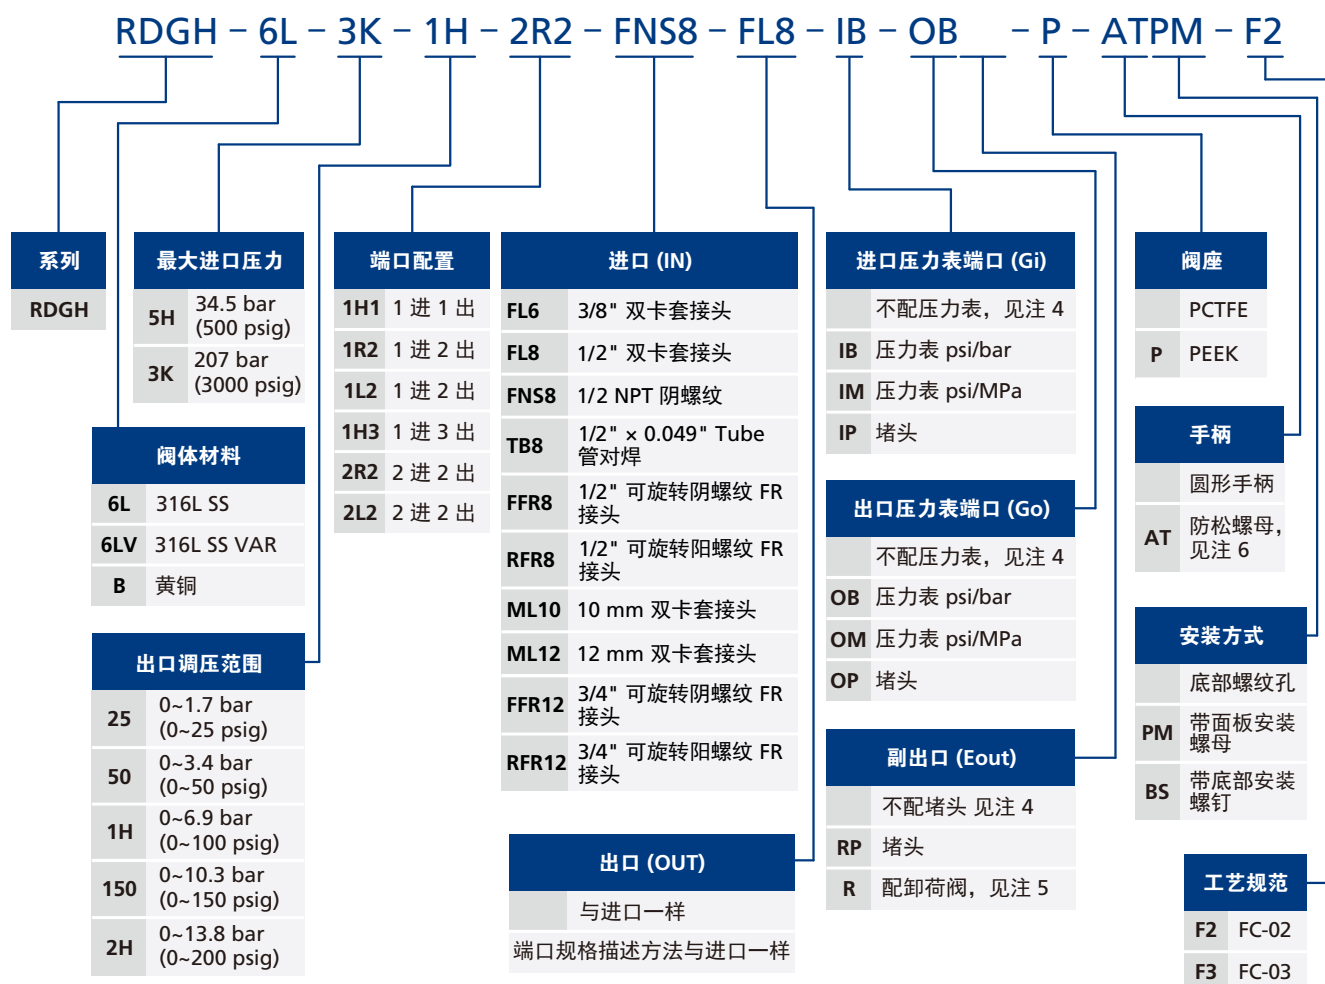 RDGH – 6L – 3K – 1H – 2R2 – FNS8 – FL8 – IB – OB – P – ATPM – F2
系列
RDGH
最大进口压力
5H 34.5 bar
(500 psig)
3K 207 bar
(3000 psig)
阀体材料
6L 316L SS
6LV 316L SS VAR
B 黄铜
出口调压范围
25 0~1.7 bar
(0~25 psig)
50 0~3.4 bar
(0~50 psig)
1H 0~6.9 bar
(0~100 psig)
150 0~10.3 bar
(0~150 psig)
2H 0~13.8 bar
(0~200 psig)
端口配置
1H1 1 进 1 出
1R2 1 进 2 出
1L2 1 进 2 出
1H3 1 进 3 出
2R2 2 进 2 出
2L2 2 进 2 出
进口 (IN)
FL6 3/8" 双卡套接头
FL8 1/2" 双卡套接头
FNS8 1/2 NPT 阴螺纹
TB8 1/2" × 0.049" Tube
管对焊
FFR8 1/2" 可旋转阴螺纹 FR
接头
RFR8 1/2" 可旋转阳螺纹 FR
接头
ML10 10 mm 双卡套接头
ML12 12 mm 双卡套接头
FFR12 3/4" 可旋转阴螺纹 FR
接头
RFR12 3/4" 可旋转阳螺纹 FR
接头
出口 (OUT)
与进口一样
端口规格描述方法与进口一样
进口压力表端口 (Gi)
不配压力表，见注 4
IB 压力表 psi/bar
IM 压力表 psi/MPa
IP 堵头
出口压力表端口 (Go)
不配压力表，见注 4
OB 压力表 psi/bar
OM 压力表 psi/MPa
OP 堵头
副出口 (Eout)
不配堵头 见注 4
RP 堵头
R 配卸荷阀，见注 5
阀座
PCTFE
P PEEK
手柄
圆形手柄
AT 防松螺母，
见注 6
安装方式
底部螺纹孔
PM 带面板安装
螺母
BS 带底部安装
螺钉
工艺规范
F2 FC-02
F3 FC-03